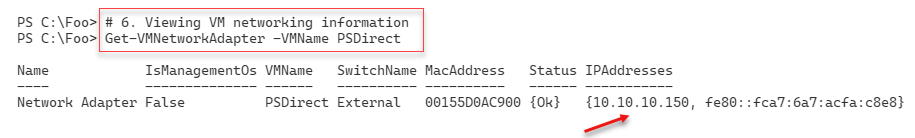 PS C:\Foo> # 6. Viewing VM networking information
PS C:\Foo> Get-VMNetworkAdapter -VMName PSDirect
Name IsManagementOs VMName SwitchName MacAddress Status IPAddresses
---- -------------- ------ ---------- ---------- ------ -----------
Network Adapter False PSDirect External 00155D0AC900 {Ok} {10.10.10.150, fe80::fca7:6a7:acfa:c8e8}